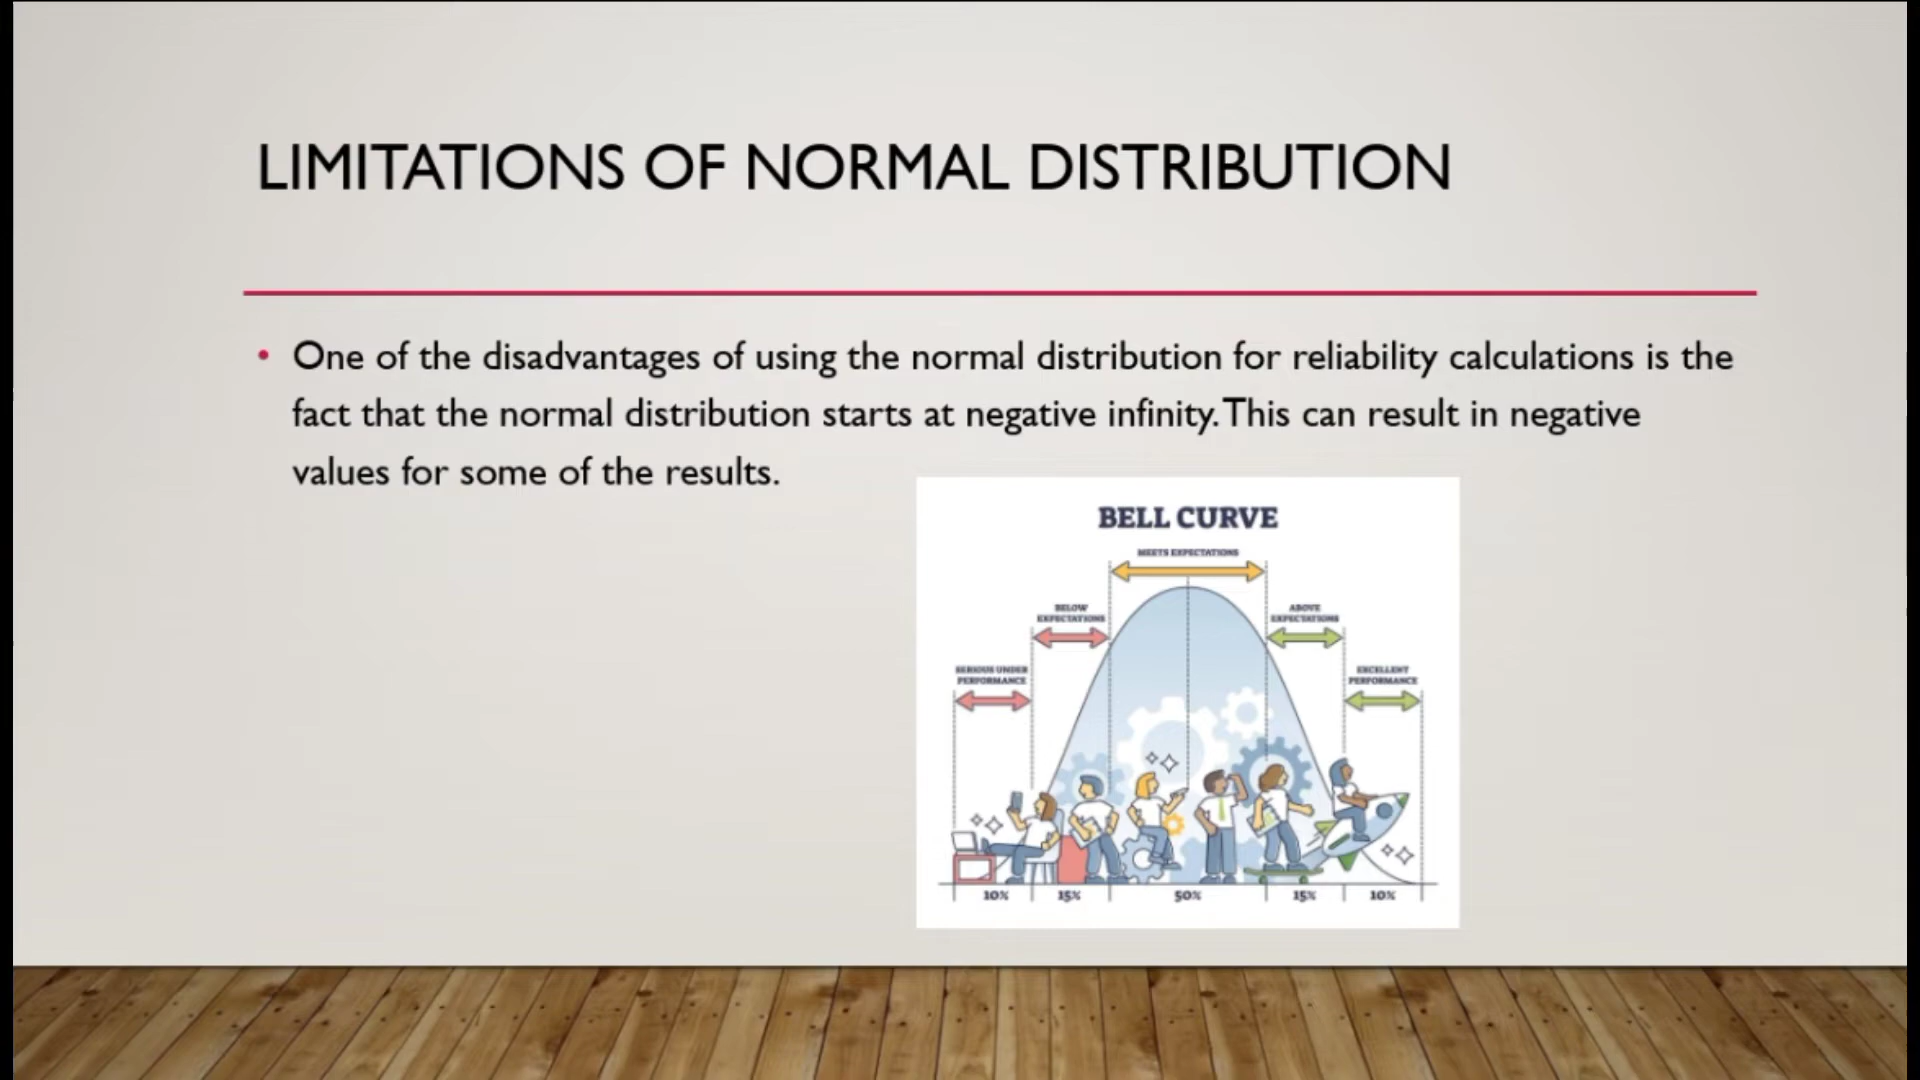 LIMITATIONS OF NORMAL DISTRIBUTION
• One of the disadvantages of using the normal distribution for reliability calculations is the
fact that the normal distribution starts at negative infinity. This can result in negative
values for some of the results.
BELL CURVE
MEETS EXPECTATIONS
BELOW
EXPECTATIONS
ABOVE
EXPECTATIONS
SERIOUS UNDER
PERFORMANCE
EXCELLENT
PERFORMANCE
10% 15% 50% 15% 10%